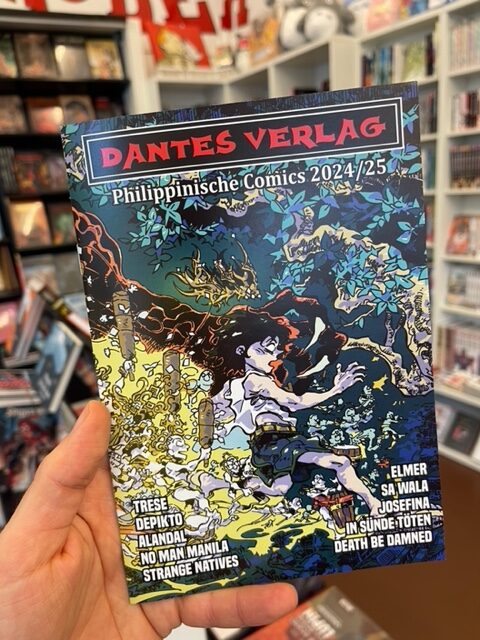 DANTES VERLAG
Philippinische Comics 2024/25
TRESE
DEPIKTO
ALANDAL
NO MAN MANILA
STRANGE NATIVES
ELMER
SA WALA
JOSEFINA
IN SÜNDE TÖTEN
DEATH BE DAMNED